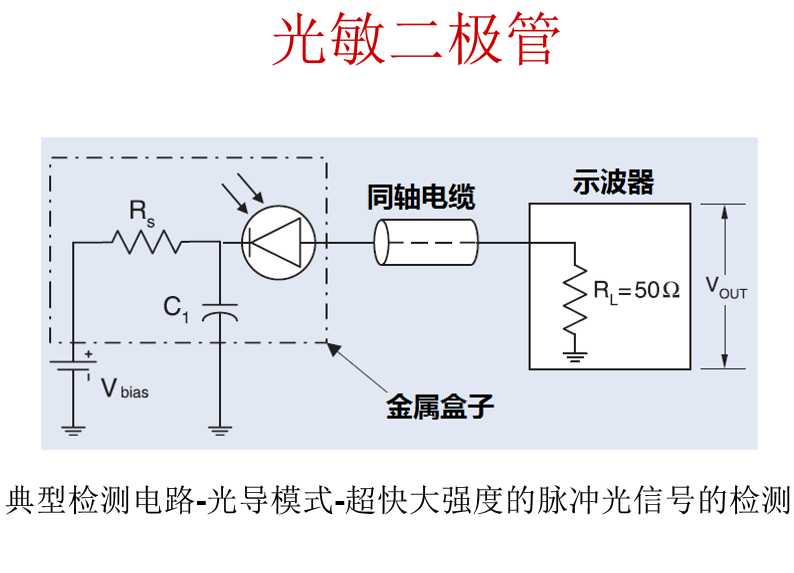 光敏二极管
同轴电缆
示波器
Rs
C1
RL=50Ω
VOUT
+
-
Vbias
金属盒子
典型检测电路-光导模式-超快大强度的脉冲光信号的检测